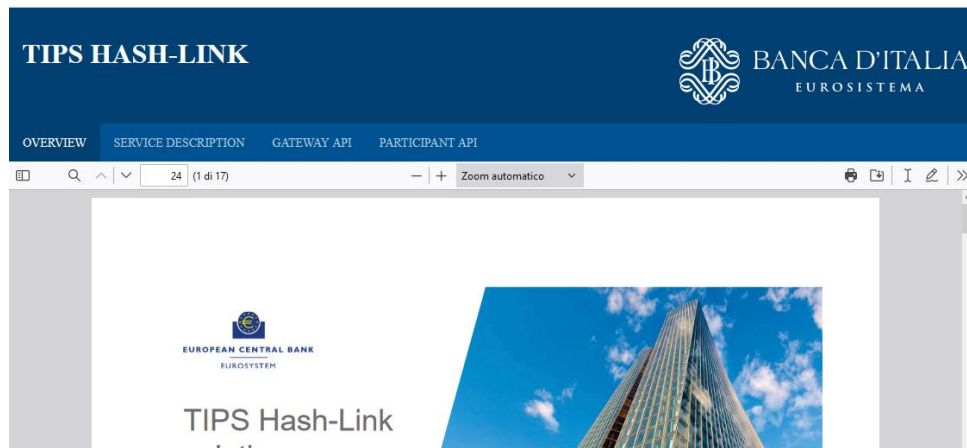 TIPS HASH-LINK
BANCA D'ITALIA
EUROSISTEMA
OVERVIEW SERVICE DESCRIPTION GATEWAY API PARTICIPANT API
24 (1 di 17) Zoom automatico
EUROPEAN CENTRAL BANK
EUROSYSTEM
TIPS Hash-Link